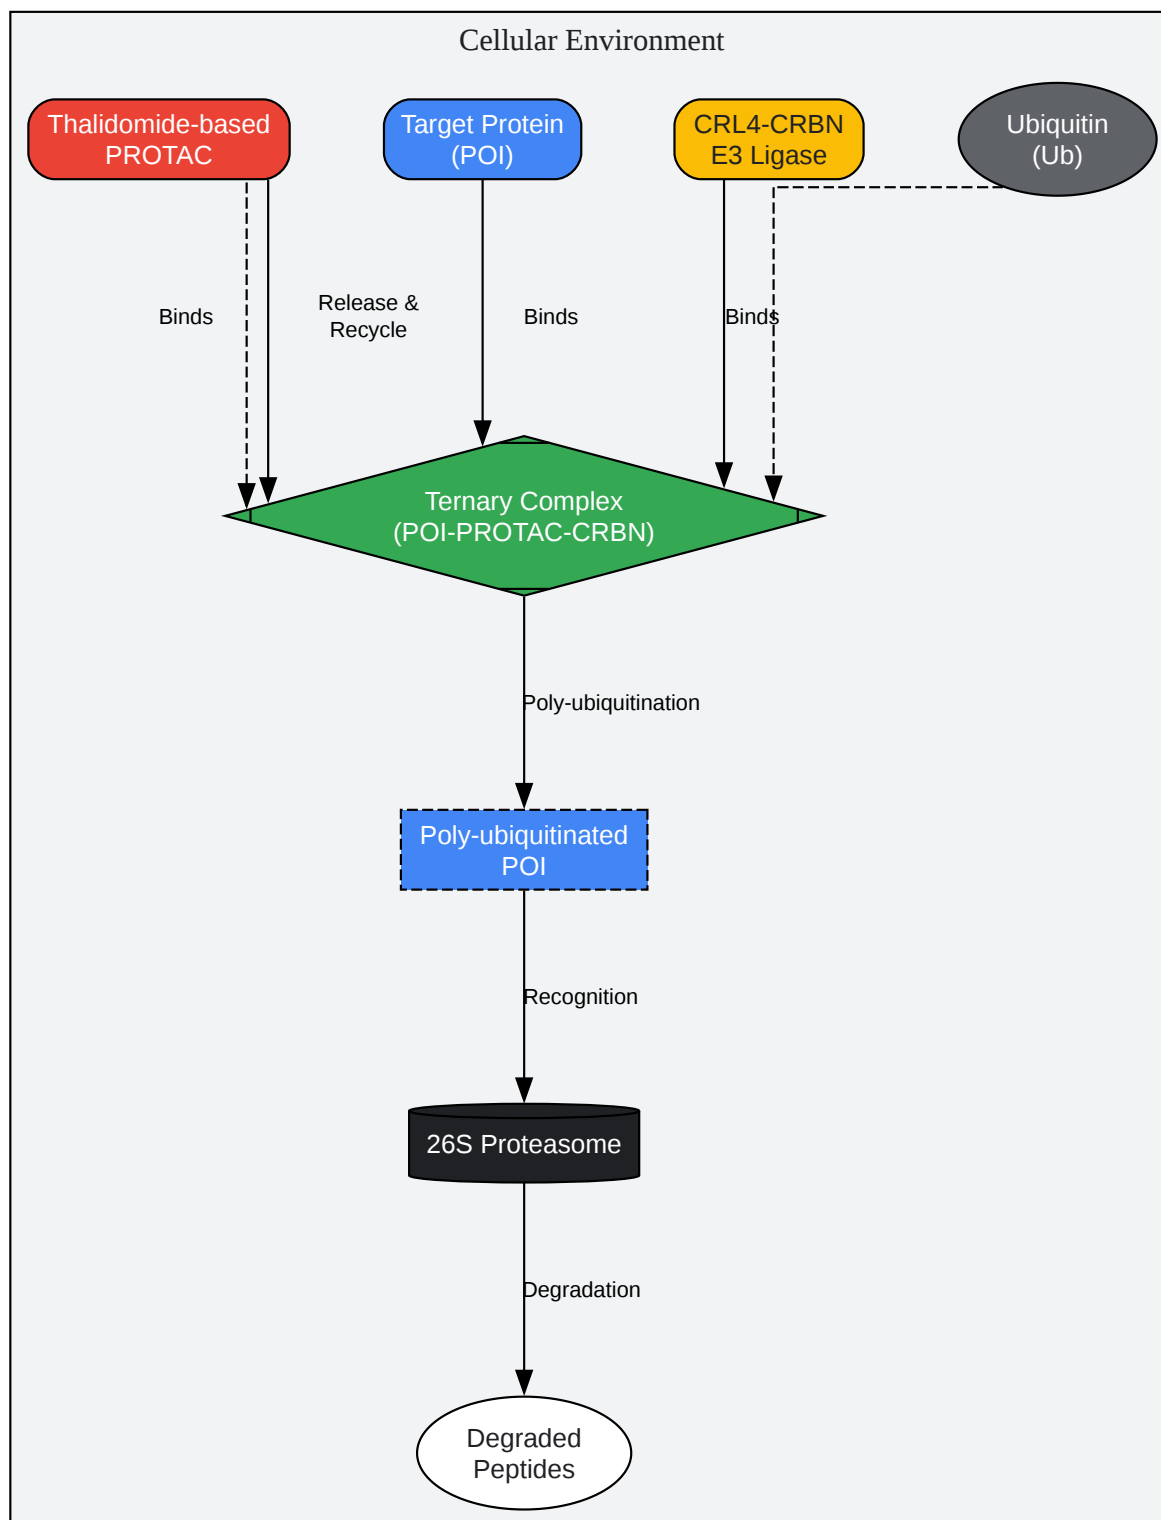 Cellular Environment
Thalidomide-based
PROTAC
Target Protein
(POI)
CRL4-CRBN
E3 Ligase
Ubiquitin
(Ub)
Binds
Release &
Recycle
Binds
Binds
Ternary Complex
(POI-PROTAC-CRBN)
Poly-ubiquitination
Poly-ubiquitinated
POI
Recognition
26S Proteasome
Degradation
Degraded
Peptides